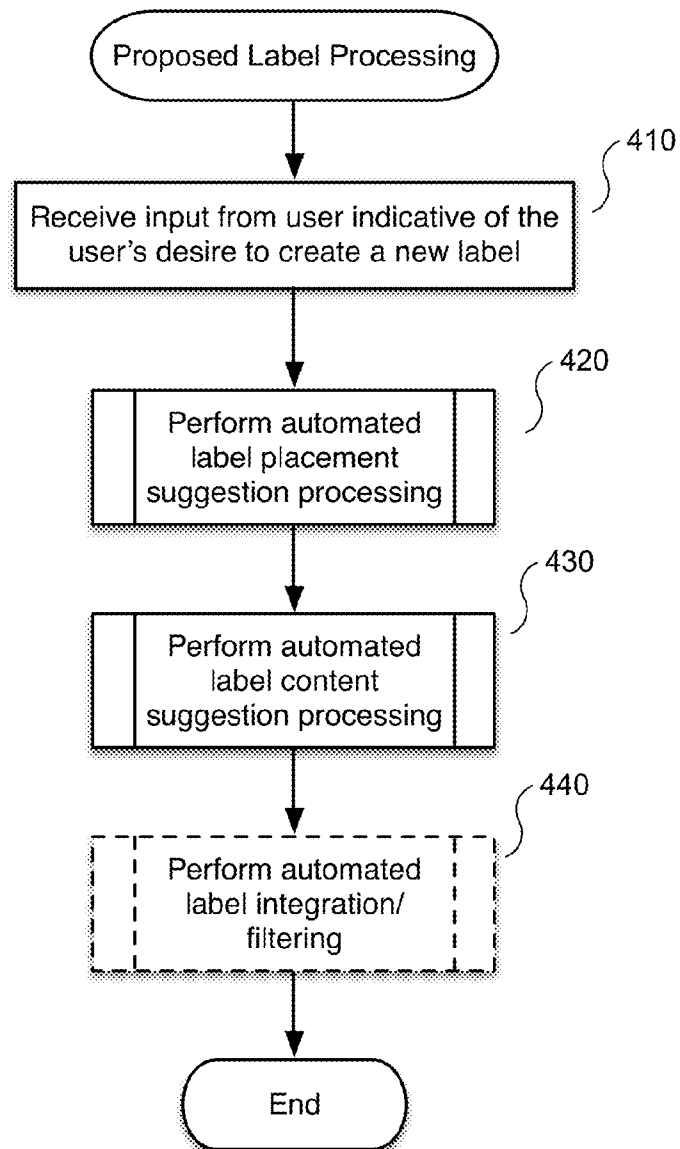 Proposed Label Processing
410
Receive input from user indicative of the
user's desire to create a new label
420
Perform automated
label placement
suggestion processing
430
Perform automated
label content
suggestion processing
440
Perform automated
label integration/
filtering
End